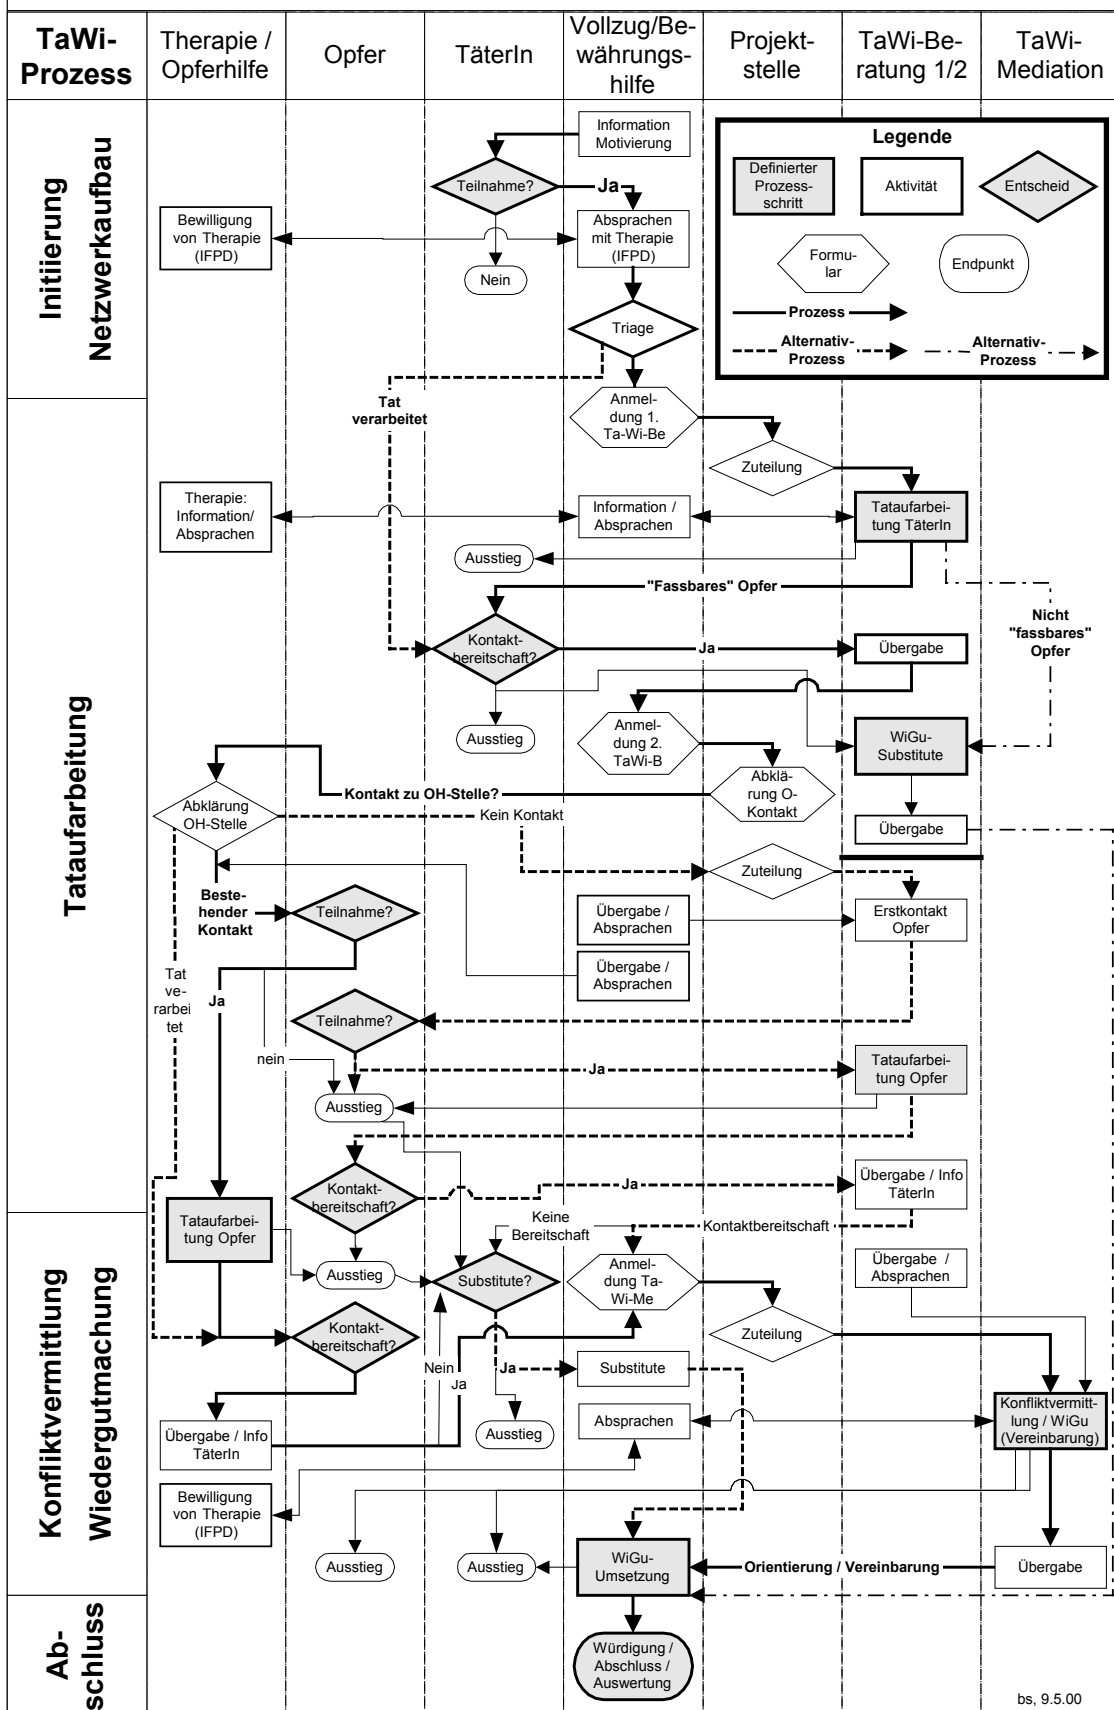 TaWi-
Prozess
Therapie /
Opferhilfe
Opfer
TäterIn
Vollzug/Be-
währungs-
hilfe
Projekt-
stelle
TaWi-Be-
ratung 1/2
TaWi-
Mediation
Initiierung
Netzwerkaufbau
Information
Motivierung
Legende
Definierter
Prozess-
schritt
Aktivität
Entscheid
Formu-
lar
Endpunkt
Prozess
Alternativ-
Prozess
Alternativ-
Prozess
Teilnahme?
Ja
Bewilligung
von Therapie
(IFPD)
Absprachen
mit Therapie
(IFPD)
Nein
Triage
Tat
verarbeitet
Anmel-
dung 1.
Ta-Wi-Be
Zuteilung
Tataufarbeitung
Therapie:
Information/
Absprachen
Information /
Absprachen
Tataufarbei-
tung TäterIn
Ausstieg
"Fassbares" Opfer
Nicht
"fassbares"
Opfer
Kontakt-
bereitschaft?
Ja
Übergabe
Ausstieg
Anmel-
dung 2.
TaWi-B
WiGu-
Substitute
Kontakt zu OH-Stelle?
Abklä-
rung O-
Kontakt
Abklärung
OH-Stelle
Kein Kontakt
Übergabe
Zuteilung
Beste-
hender
Kontakt
Teilnahme?
Übergabe /
Absprachen
Erstkontakt
Opfer
Übergabe /
Absprachen
Tat
ve-
rarbei
tet
Ja
Teilnahme?
nein
Ja
Tataufarbei-
tung Opfer
Ausstieg
Kontakt-
bereitschaft?
Ja
Übergabe / Info
TäterIn
Konfliktvermittlung
Wiedergutmachung
Tataufarbei-
tung Opfer
Keine
Bereitschaft
Kontaktbereitschaft
Ausstieg
Substitute?
Anmel-
dung Ta-
Wi-Me
Übergabe /
Absprachen
Kontakt-
bereitschaft?
Zuteilung
Nein
Ja
Ja
Substitute
Übergabe / Info
TäterIn
Ausstieg
Absprachen
Konfliktvermitt-
lung / WiGu
(Vereinbarung)
Bewilligung
von Therapie
(IFPD)
Ausstieg
Ausstieg
WiGu-
Umsetzung
Orientierung / Vereinbarung
Übergabe
Ab-
schluss
Würdigung /
Abschluss /
Auswertung
bs, 9.5.00